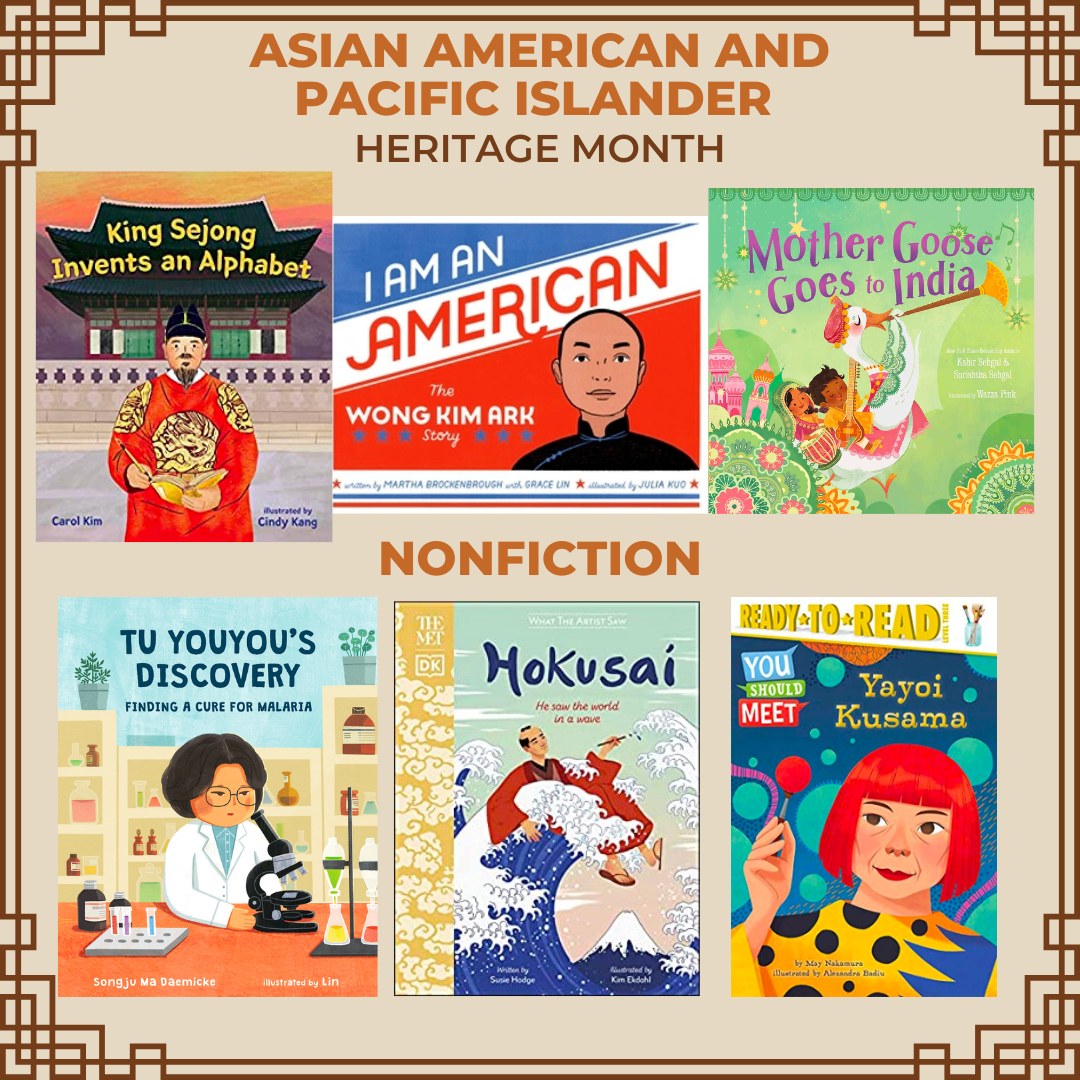 ASIAN AMERICAN AND
PACIFIC ISLANDER
HERITAGE MONTH
King Sejong
Invents an Alphabet
Carol Kim
illustrated by
Cindy Kang
I AM AN
AMERICAN
The
WONG KIM ARK
Story
written by MARTHA BROCKENBROUGH with GRACE LIN illustrated by JULIA KUO
Mother Goose
Goes to India
Kabir Sehgal &
Surishtha Sehgal
Illustrated by Wazza Pink
NONFICTION
TU YOUYOU'S
DISCOVERY
FINDING A CURE FOR MALARIA
Songju Ma Daemicke
illustrated by Lin
THE
MET
DK
WHAT THE ARTIST SAW
Hokusai
He saw the world
in a wave
Written by
Susie Hodge
Illustrated by
Kim Ekdahl
READY-TO-READ
LEVEL THREE
YOU
SHOULD
MEET
Yayoi
Kusama
by May Nakamura
illustrated by Alexandra Badiu